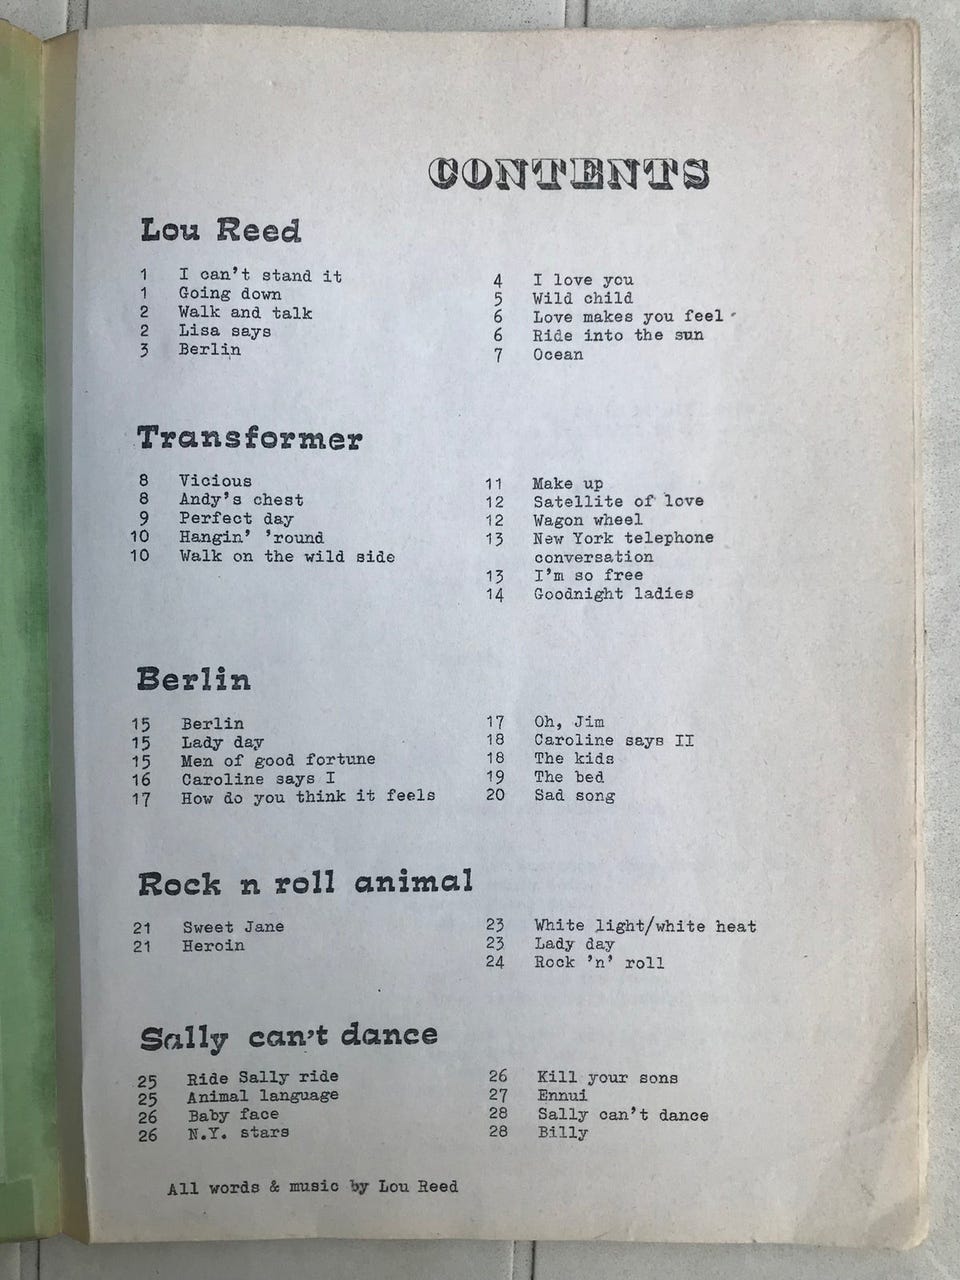 CONTENTS
Lou Reed
1 I can't stand it
1 Going down
2 Walk and talk
2 Lisa says
3 Berlin
4 I love you
5 Wild child
6 Love makes you feel
6 Ride into the sun
7 Ocean
Transformer
8 Vicious
8 Andy's chest
9 Perfect day
10 Hangin' 'round
10 Walk on the wild side
11 Make up
12 Satellite of love
12 Wagon wheel
13 New York telephone
conversation
13 I'm so free
14 Goodnight ladies
Berlin
15 Berlin
15 Lady day
15 Men of good fortune
16 Caroline says I
17 How do you think it feels
17 Oh, Jim
18 Caroline says II
18 The kids
19 The bed
20 Sad song
Rock n roll animal
21 Sweet Jane
21 Heroin
23 White light/white heat
23 Lady day
24 Rock 'n' roll
Sally can't dance
25 Ride Sally ride
25 Animal language
26 Baby face
26 N.Y. stars
26 Kill your sons
27 Ennui
28 Sally can't dance
28 Billy
All words & music by Lou Reed